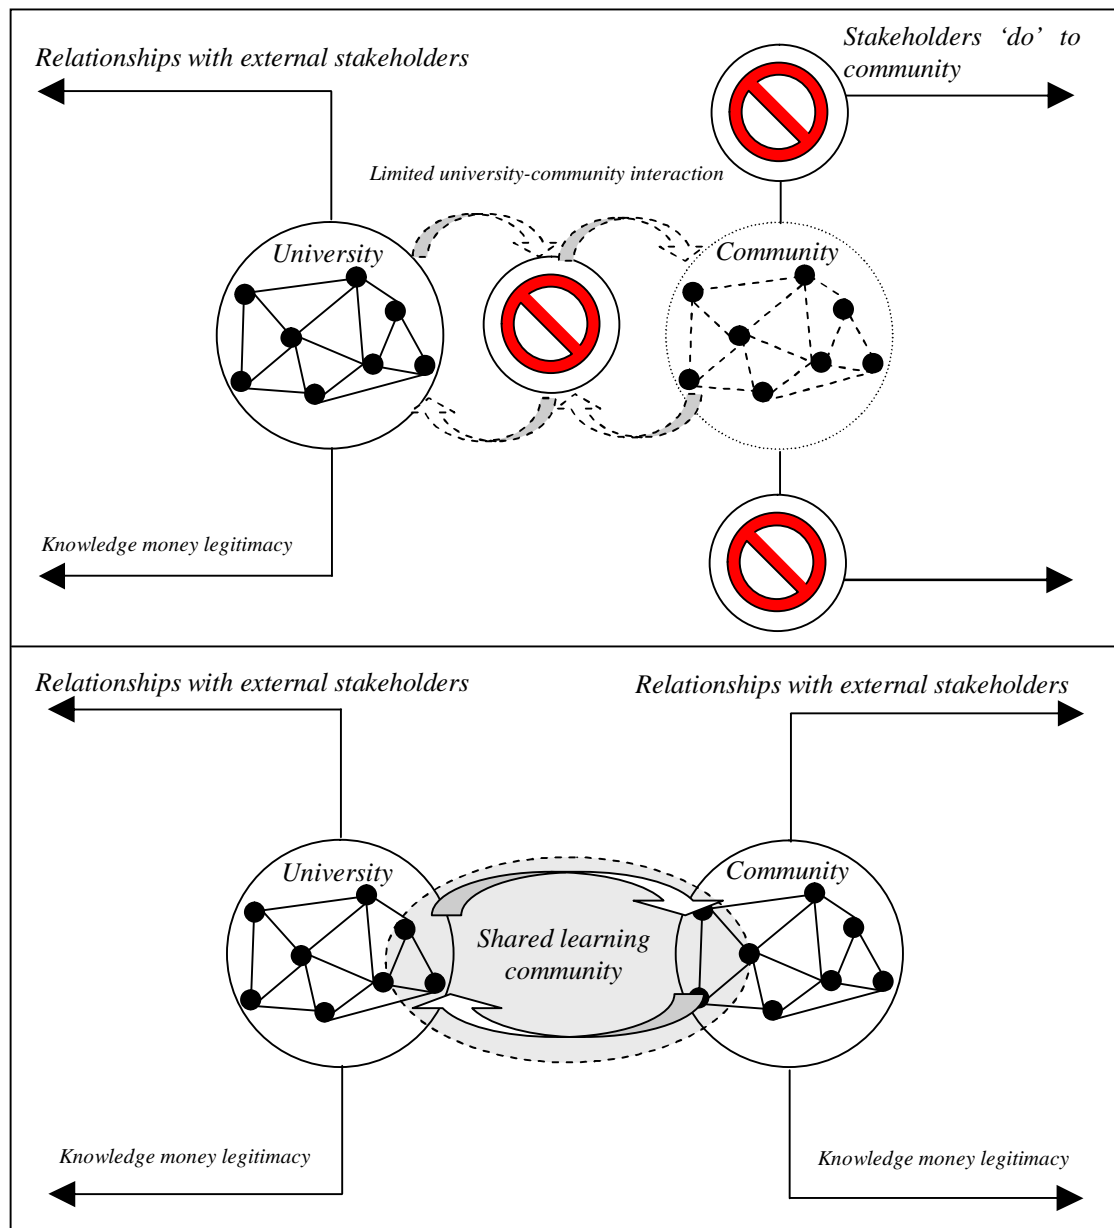 Relationships with external stakeholders
Stakeholders ‘do’ to
community
Limited university-community interaction
University
Community
Knowledge money legitimacy
Relationships with external stakeholders
Relationships with external stakeholders
University
Community
Shared learning
community
Knowledge money legitimacy
Knowledge money legitimacy